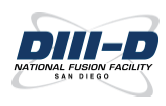 DIII-D
NATIONAL FUSION FACILITY
SAN DIEGO